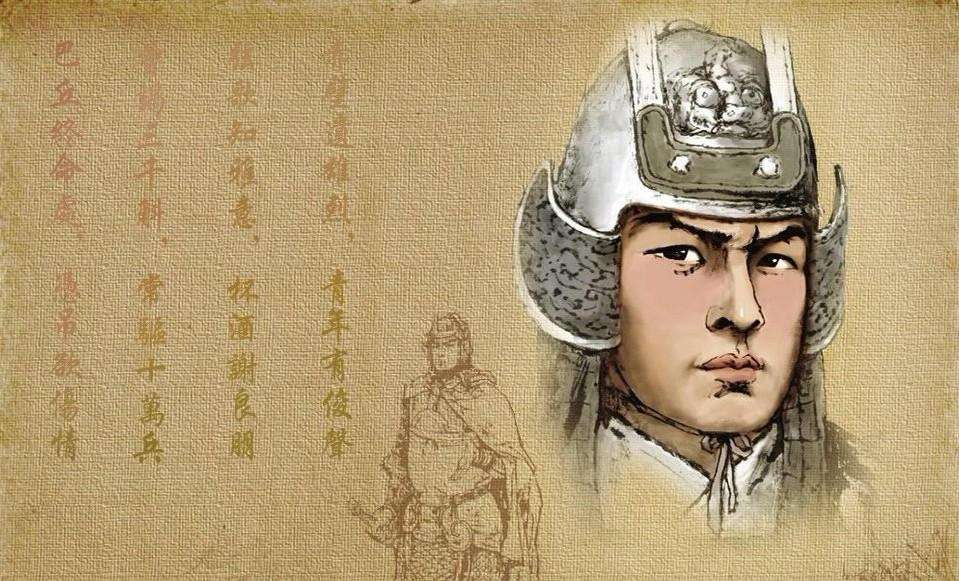 赤壁遺雄烈，青年有俊聲
絃歌知雅意，杯酒謝良朋
曾謁三千斛，常驅十萬兵
巴丘終命處，憑吊欲傷情